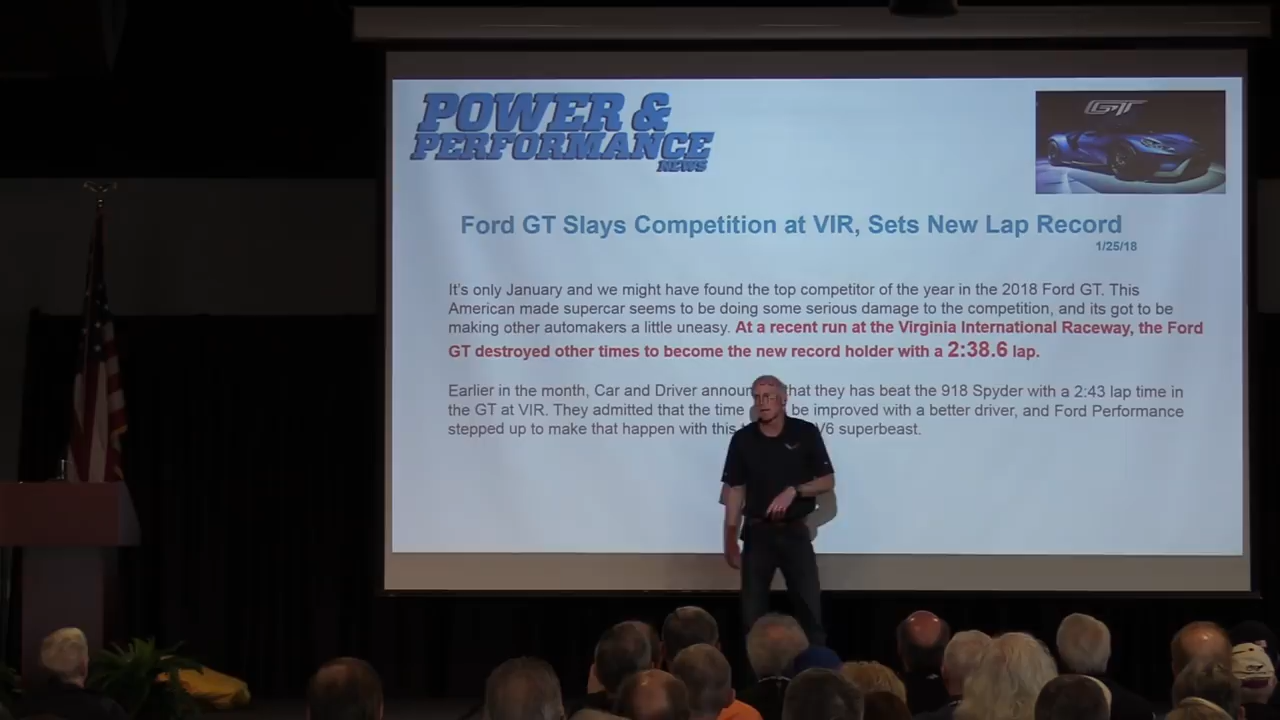 POWER &
PERFORMANCE
NEWS
GT
Ford GT Slays Competition at VIR, Sets New Lap Record
1/25/18
It's only January and we might have found the top competitor of the year in the 2018 Ford GT. This
American made supercar seems to be doing some serious damage to the competition, and its got to be
making other automakers a little uneasy. At a recent run at the Virginia International Raceway, the Ford
GT destroyed other times to become the new record holder with a 2:38.6 lap.
Earlier in the month, Car and Driver that they has beat the 918 Spyder with a 2:43 lap time in
the GT at VIR. They admitted that the time be improved with a better driver, and Ford Performance
stepped up to make that happen with this V6 superbeast.